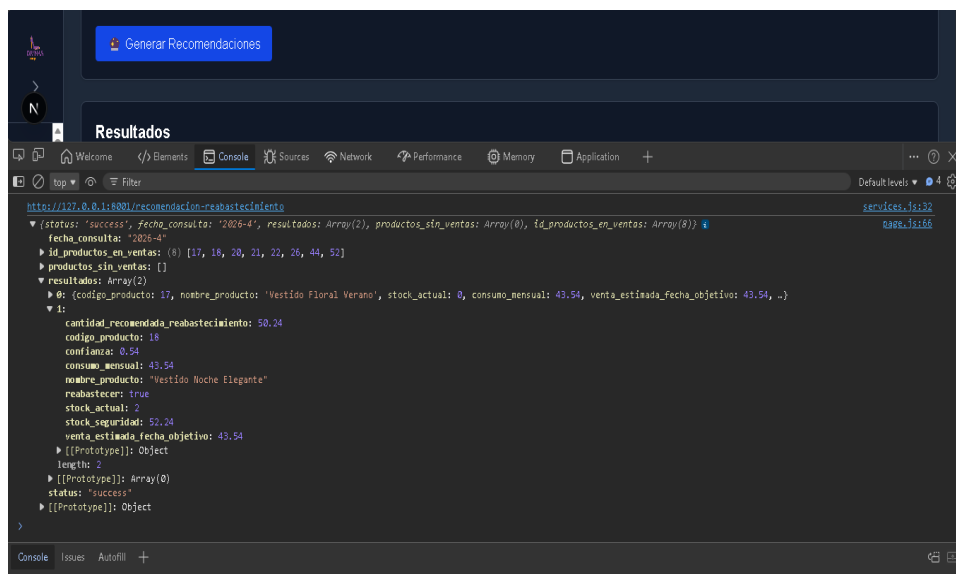 Generar Recomendaciones
N
Resultados
Welcome </> Elements Console Sources Network Performance Memory Application
top Filter Default levels 4
http://127.0.0.1:8001/recomendacion-reabastecimiento services.js:32
{status: 'success', fecha_consulta: '2026-4', resultados: Array(2), productos_sin_ventas: Array(0), id_productos_en_ventas: Array(8)} page.js:66
fecha_consulta: "2026-4"
id_productos_en_ventas: (8) [17, 18, 20, 21, 22, 26, 44, 52]
productos_sin_ventas: []
resultados: Array(2)
0: {codigo_producto: 17, nombre_producto: 'Vestido Floral Verano', stock_actual: 0, consumo_mensual: 43.54, venta_estimada_fecha_objetivo: 43.54, …}
1:
cantidad_recomendada_reabastecimiento: 50.24
codigo_producto: 18
confianza: 0.54
consumo_mensual: 43.54
nombre_producto: "Vestido Noche Elegante"
reabastecer: true
stock_actual: 2
stock_seguridad: 52.24
venta_estimada_fecha_objetivo: 43.54
[[Prototype]]: Object
length: 2
[[Prototype]]: Array(0)
status: "success"
[[Prototype]]: Object
Console Issues Autofill